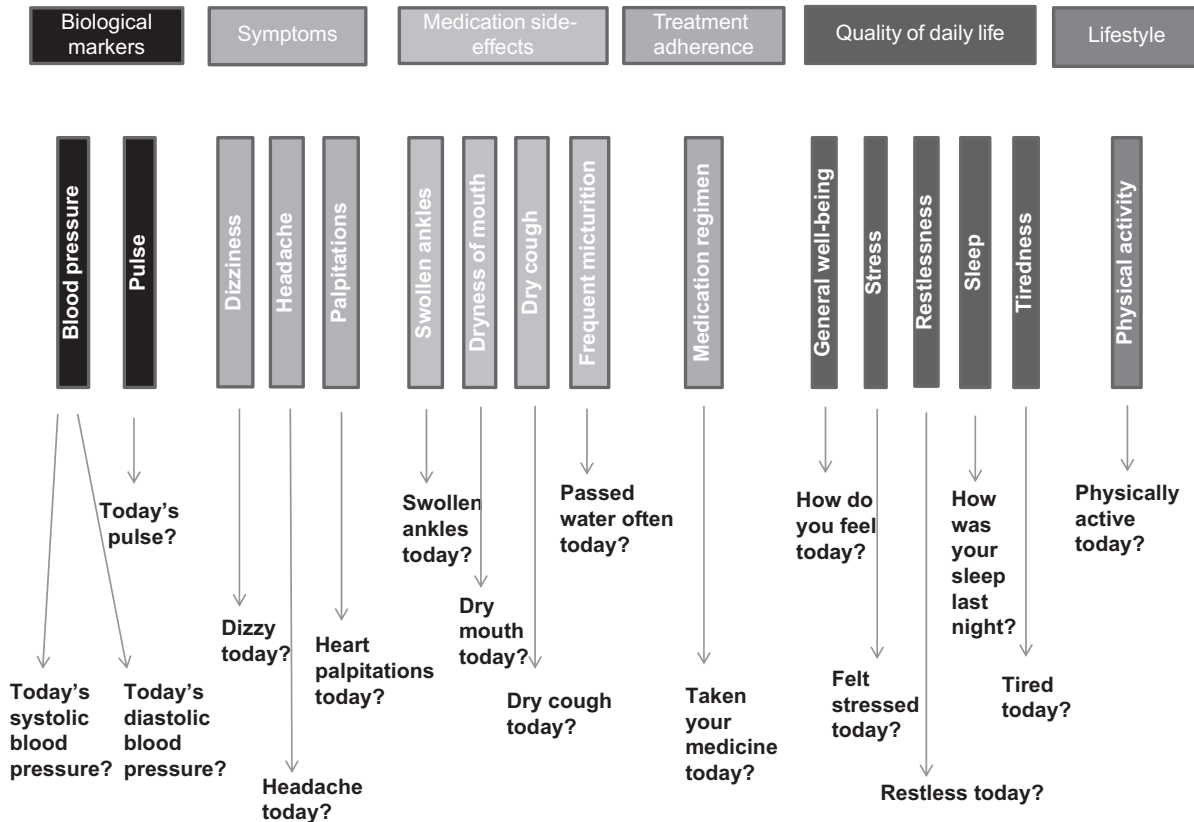 Biological
markers
Symptoms
Medication side-
effects
Treatment
adherence
Quality of daily life
Lifestyle
Blood pressure
Pulse
Dizziness
Headache
Palpitations
Swollen ankles
Dryness of mouth
Dry cough
Frequent micturition
Medication regimen
General well-being
Stress
Restlessness
Sleep
Tiredness
Physical activity
Today's
systolic
blood
pressure?
Today's
diastolic
blood
pressure?
Today's
pulse?
Dizzy
today?
Headache
today?
Heart
palpitations
today?
Swollen
ankles
today?
Dry
mouth
today?
Dry cough
today?
Passed
water often
today?
Taken
your
medicine
today?
How do
you feel
today?
Felt
stressed
today?
Restless today?
How
was
your
sleep
last
night?
Tired
today?
Physically
active
today?